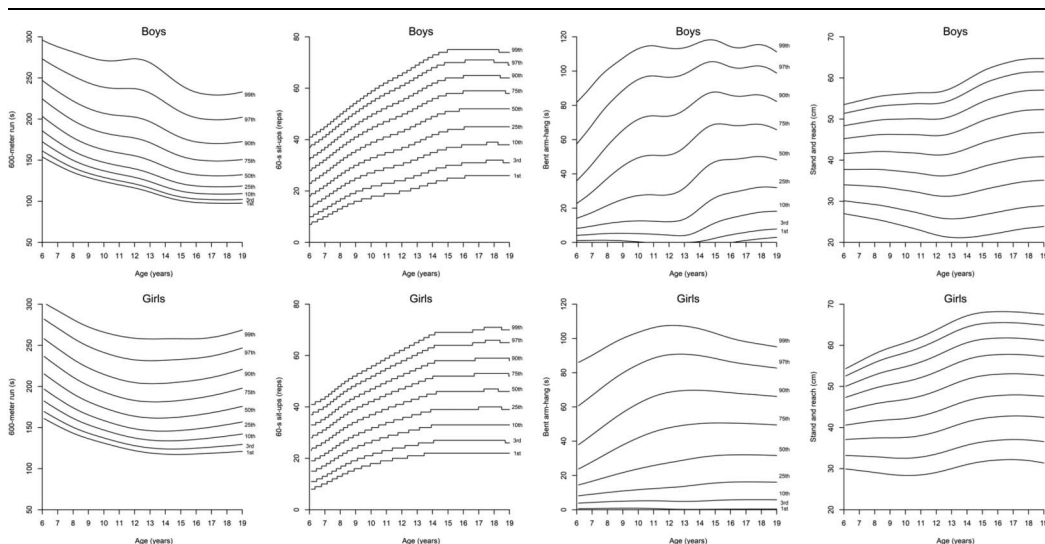 Boys
600-meter run (s)
300
250
200
150
100
50
99th
97th
90th
75th
50th
25th
10th
3rd
1st
6 7 8 9 10 11 12 13 14 15 16 17 18 19
Age (years)
Boys
60-s sit-ups (reps)
80
60
40
20
0
99th
97th
90th
75th
50th
25th
10th
3rd
1st
6 7 8 9 10 11 12 13 14 15 16 17 18 19
Age (years)
Boys
Bent arm-hang (s)
120
100
80
60
40
20
0
99th
97th
90th
75th
50th
25th
10th
3rd
1st
6 7 8 9 10 11 12 13 14 15 16 17 18 19
Age (years)
Boys
Stand and reach (cm)
70
60
50
40
30
20
6 7 8 9 10 11 12 13 14 15 16 17 18 19
Age (years)
Girls
600-meter run (s)
300
250
200
150
100
50
99th
97th
90th
75th
50th
25th
10th
3rd
1st
6 7 8 9 10 11 12 13 14 15 16 17 18 19
Age (years)
Girls
60-s sit-ups (reps)
80
60
40
20
0
99th
97th
90th
75th
50th
25th
10th
3rd
1st
6 7 8 9 10 11 12 13 14 15 16 17 18 19
Age (years)
Girls
Bent arm-hang (s)
120
100
80
60
40
20
0
99th
97th
90th
75th
50th
25th
10th
3rd
1st
6 7 8 9 10 11 12 13 14 15 16 17 18 19
Age (years)
Girls
Stand and reach (cm)
70
60
50
40
30
20
6 7 8 9 10 11 12 13 14 15 16 17 18 19
Age (years)